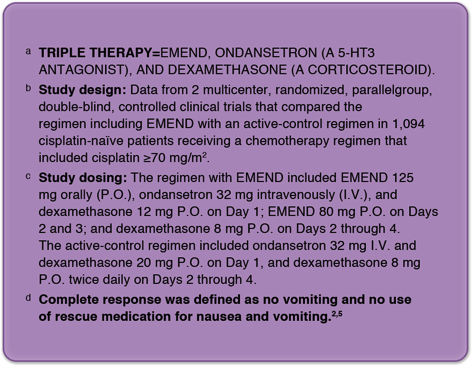 a TRIPLE THERAPY=EMEND, ONDANSETRON (A 5-HT3
ANTAGONIST), AND DEXAMETHASONE (A CORTICOSTEROID).
b Study design: Data from 2 multicenter, randomized, parallelgroup,
double-blind, controlled clinical trials that compared the
regimen including EMEND with an active-control regimen in 1,094
cisplatin-naïve patients receiving a chemotherapy regimen that
included cisplatin ≥70 mg/m².
c Study dosing: The regimen with EMEND included EMEND 125
mg orally (P.O.), ondansetron 32 mg intravenously (I.V.), and
dexamethasone 12 mg P.O. on Day 1; EMEND 80 mg P.O. on Days
2 and 3; and dexamethasone 8 mg P.O. on Days 2 through 4.
The active-control regimen included ondansetron 32 mg I.V. and
dexamethasone 20 mg P.O. on Day 1, and dexamethasone 8 mg
P.O. twice daily on Days 2 through 4.
d Complete response was defined as no vomiting and no use
of rescue medication for nausea and vomiting.2,5